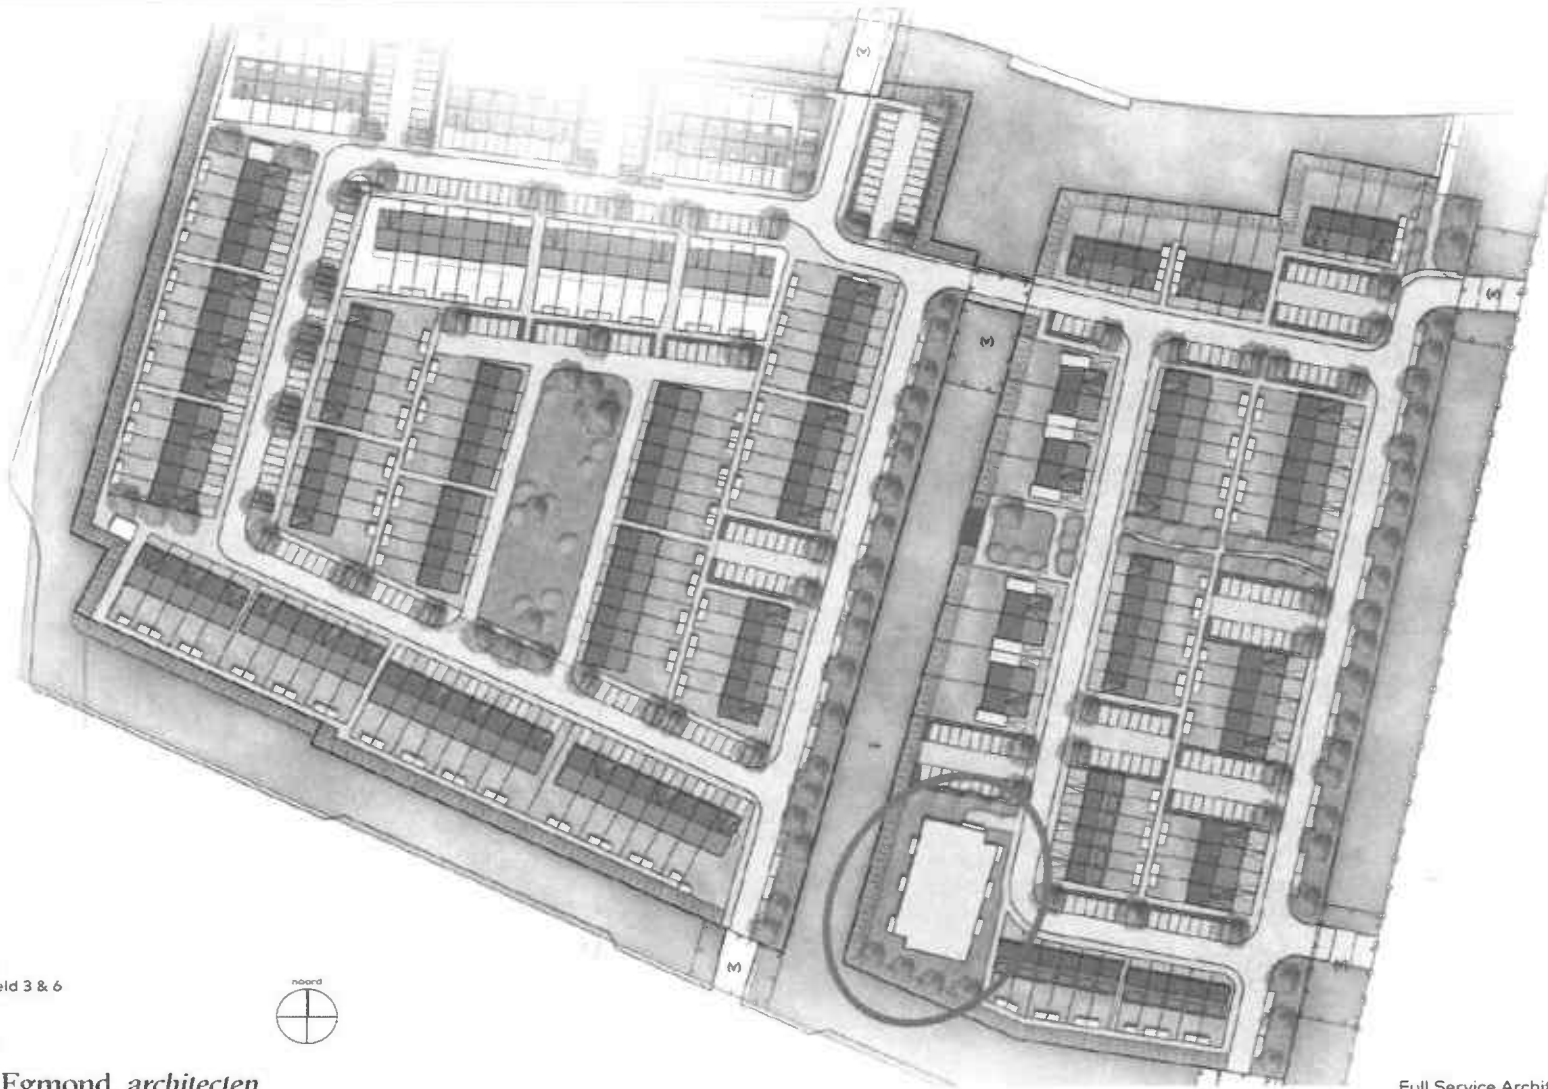 eld 3 & 6
noord
Egmond architecten
Full Service Archit